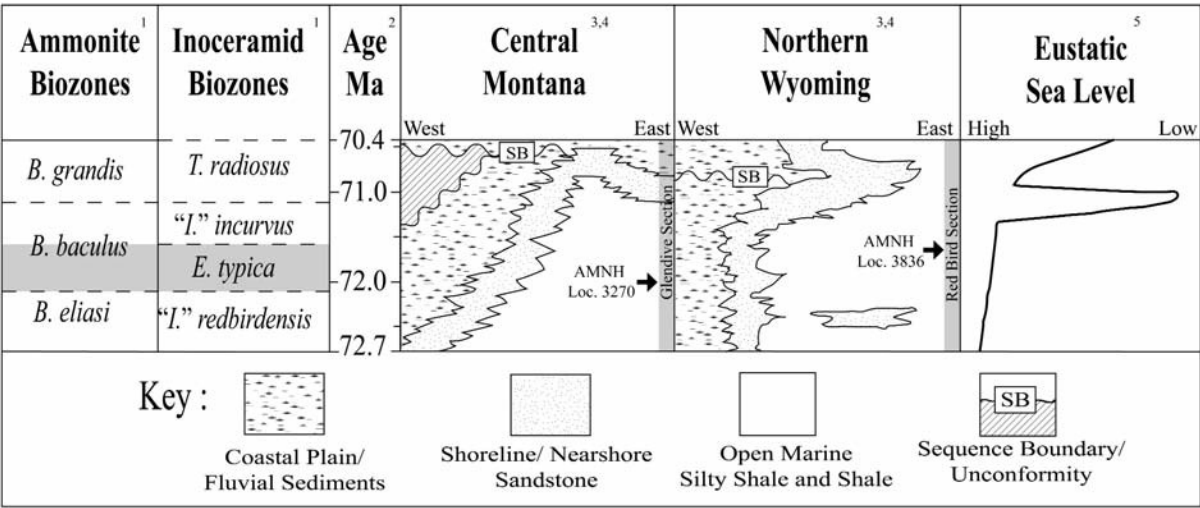 Ammonite 1
Biozones
Inoceramid 1
Biozones
Age 2
Ma
Central 3,4
Montana
Northern 3,4
Wyoming
Eustatic 5
Sea Level
West East
West East
High Low
B. grandis
B. baculus
B. eliasi
T. radiosus
“I.” incurvus
E. typica
“I.” redbirdensis
70.4
71.0
72.0
72.7
SB
AMNH
Loc. 3270
Glendive Section
SB
AMNH
Loc. 3836
Red Bird Section
Key :
Coastal Plain/
Fluvial Sediments
Shoreline/ Nearshore
Sandstone
Open Marine
Silty Shale and Shale
SB
Sequence Boundary/
Unconformity